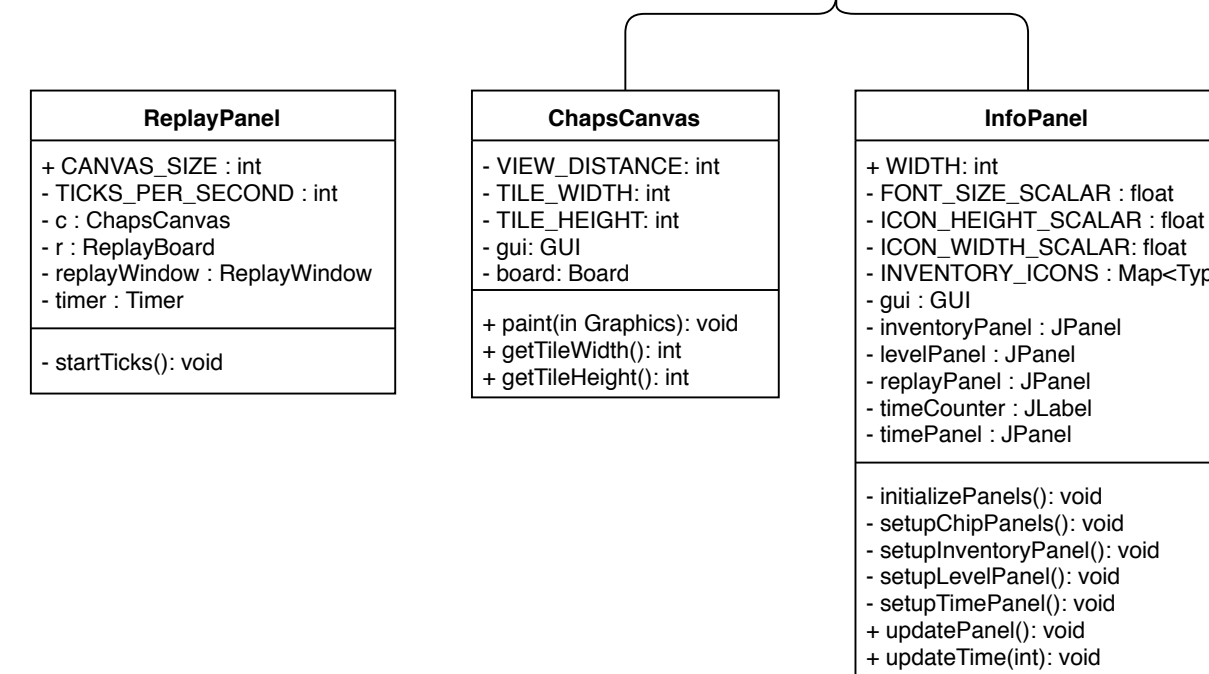 ReplayPanel
+ CANVAS_SIZE : int
- TICKS_PER_SECOND : int
- c : ChapsCanvas
- r : ReplayBoard
- replayWindow : ReplayWindow
- timer : Timer
- startTicks(): void
ChapsCanvas
- VIEW_DISTANCE: int
- TILE_WIDTH: int
- TILE_HEIGHT: int
- gui: GUI
- board: Board
+ paint(in Graphics): void
+ getTileWidth(): int
+ getTileHeight(): int
InfoPanel
+ WIDTH: int
- FONT_SIZE_SCALAR : float
- ICON_HEIGHT_SCALAR : float
- ICON_WIDTH_SCALAR: float
- INVENTORY_ICONS : Map<Typ
- gui : GUI
- inventoryPanel : JPanel
- levelPanel : JPanel
- replayPanel : JPanel
- timeCounter : JLabel
- timePanel : JPanel
- initializePanels(): void
- setupChipPanels(): void
- setupInventoryPanel(): void
- setupLevelPanel(): void
- setupTimePanel(): void
+ updatePanel(): void
+ updateTime(int): void